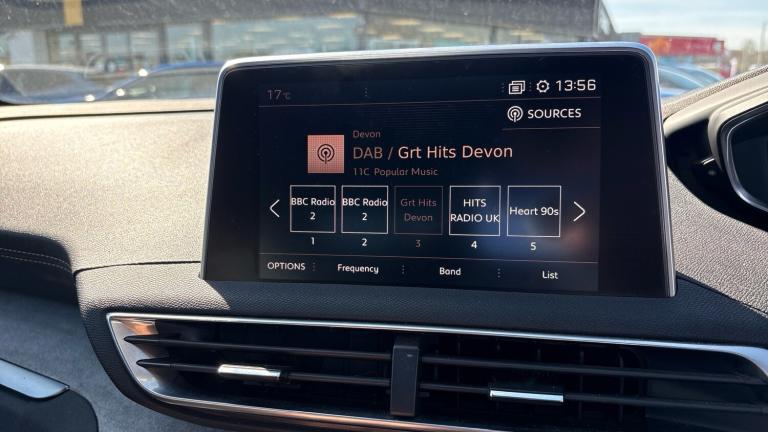 17°C
13:56
SOURCES
Devon
DAB / Grt Hits Devon
11C Popular Music
BBC Radio
2
BBC Radio
2
Grt Hits
Devon
HITS
RADIO UK
Heart 90s
1 2 3 4 5
OPTIONS Frequency Band List